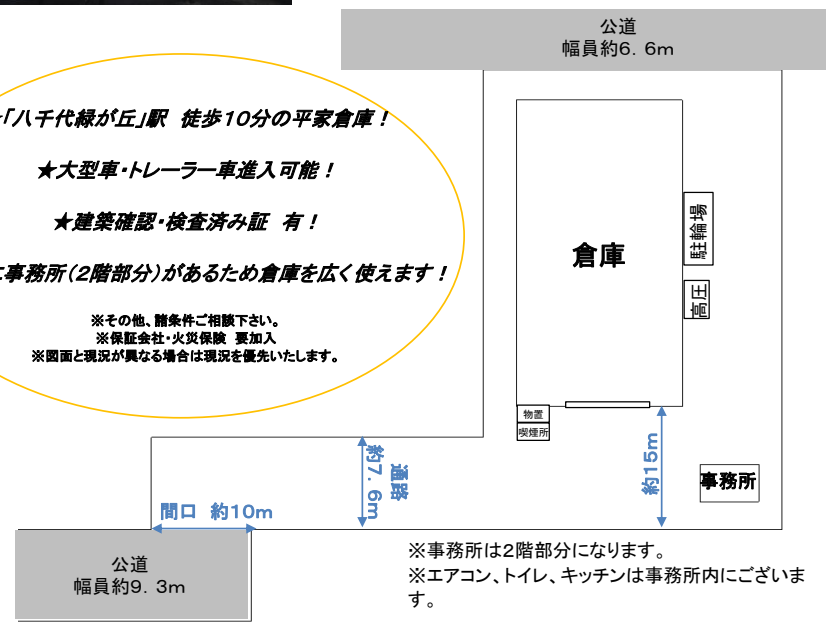 公道
幅員約6．6m
「八千代緑が丘」駅 徒歩10分の平家倉庫！
★大型車・トレーラー車進入可能！
★建築確認・検査済み証 有！
事務所（2階部分）があるため倉庫を広く使えます！
※その他、諸条件ご相談下さい。
※保証会社・火災保険 要加入
※図面と現況が異なる場合は現況を優先いたします。
倉庫
駐輪場
高圧
物置
喫煙所
通路
約7．6m
約15m
事務所
間口 約10m
公道
幅員約9．3m
※事務所は2階部分になります。
※エアコン、トイレ、キッチンは事務所内にございま
す。